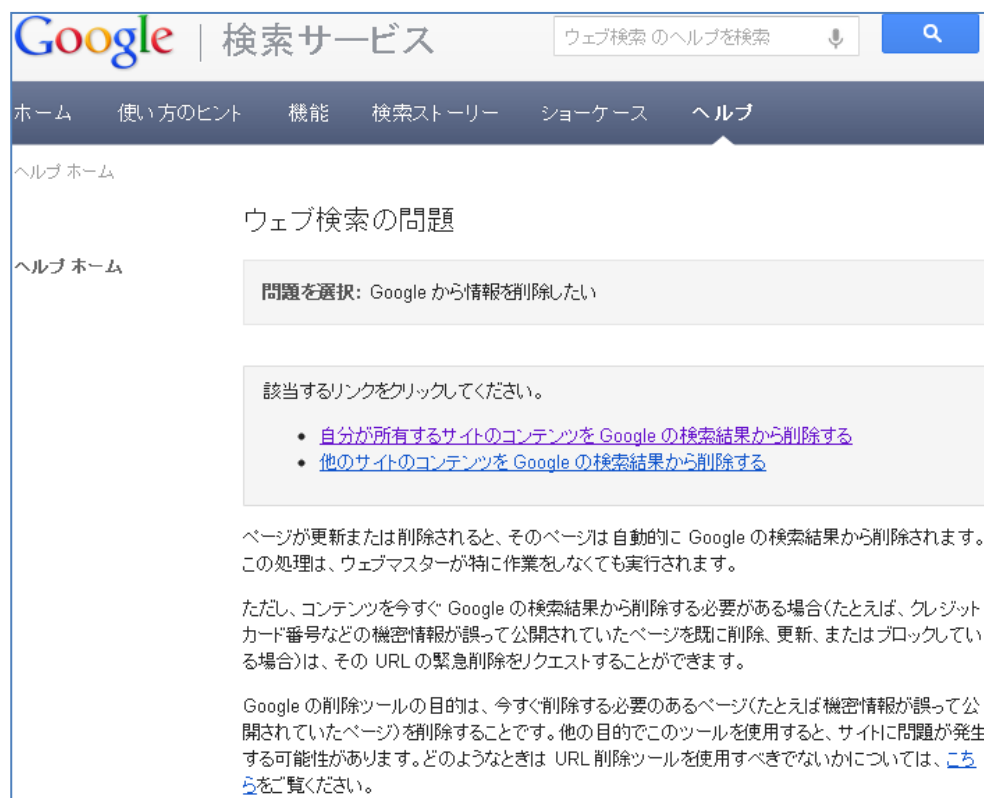 Google | 検索サービス
ウェブ検索 のヘルプを検索
ホーム 使い方のヒント 機能 検索ストーリー ショーケース ヘルプ
ヘルプ ホーム
ウェブ検索の問題
ヘルプ ホーム
問題を選択: Google から情報を削除したい
該当するリンクをクリックしてください。
• 自分が所有するサイトのコンテンツを Google の検索結果から削除する
• 他のサイトのコンテンツを Google の検索結果から削除する
ページが更新または削除されると、そのページは自動的に Google の検索結果から削除されます。
この処理は、ウェブマスターが特に作業をしなくても実行されます。
ただし、コンテンツを今すぐ Google の検索結果から削除する必要がある場合(たとえば、クレジット
カード番号などの機密情報が誤って公開されていたページを既に削除、更新、またはブロックしてい
る場合)は、その URL の緊急削除をリクエストすることができます。
Google の削除ツールの目的は、今すぐ削除する必要のあるページ(たとえば機密情報が誤って公
開されていたページ)を削除することです。他の目的でこのツールを使用すると、サイトに問題が発生
する可能性があります。どのようなときは URL 削除ツールを使用すべきでないかについては、こち
らをご覧ください。